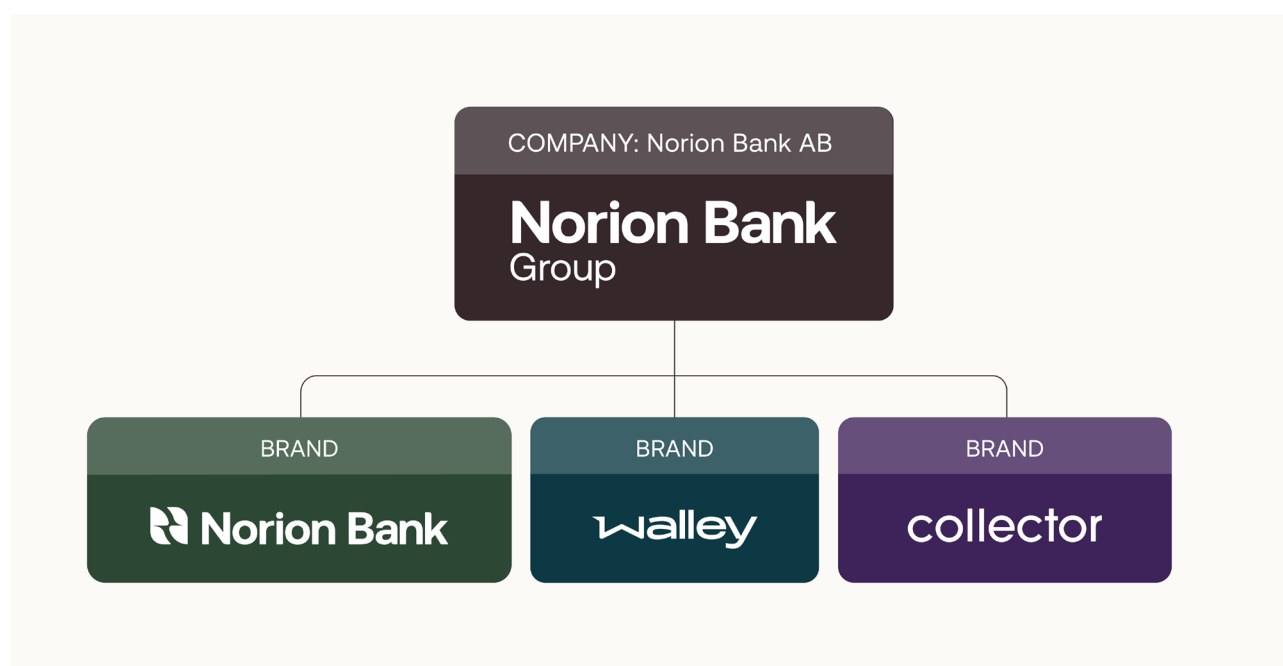 COMPANY: Norion Bank AB
Norion Bank
Group
BRAND
Norion Bank
BRAND
walley
BRAND
collector